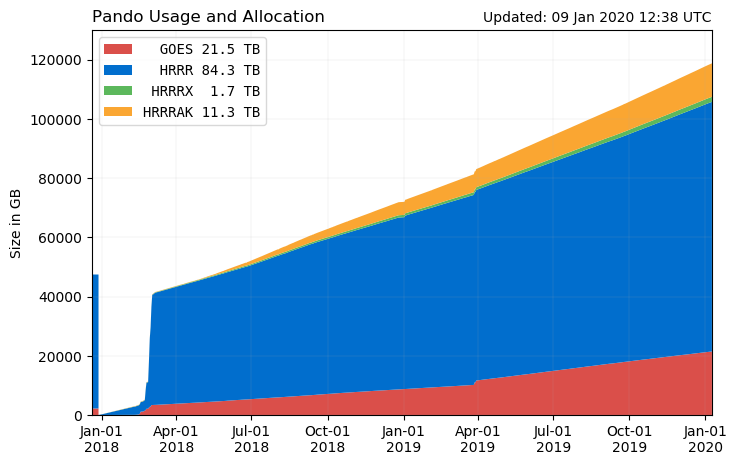 Pando Usage and Allocation
Updated: 09 Jan 2020 12:38 UTC
GOES 21.5 TB
HRRR 84.3 TB
HRRRX 1.7 TB
HRRRAK 11.3 TB
Size in GB
120000
100000
80000
60000
40000
20000
0
Jan-01 Apr-01 Jul-01 Oct-01 Jan-01 Apr-01 Jul-01 Oct-01 Jan-01
2018 2018 2018 2018 2019 2019 2019 2019 2020